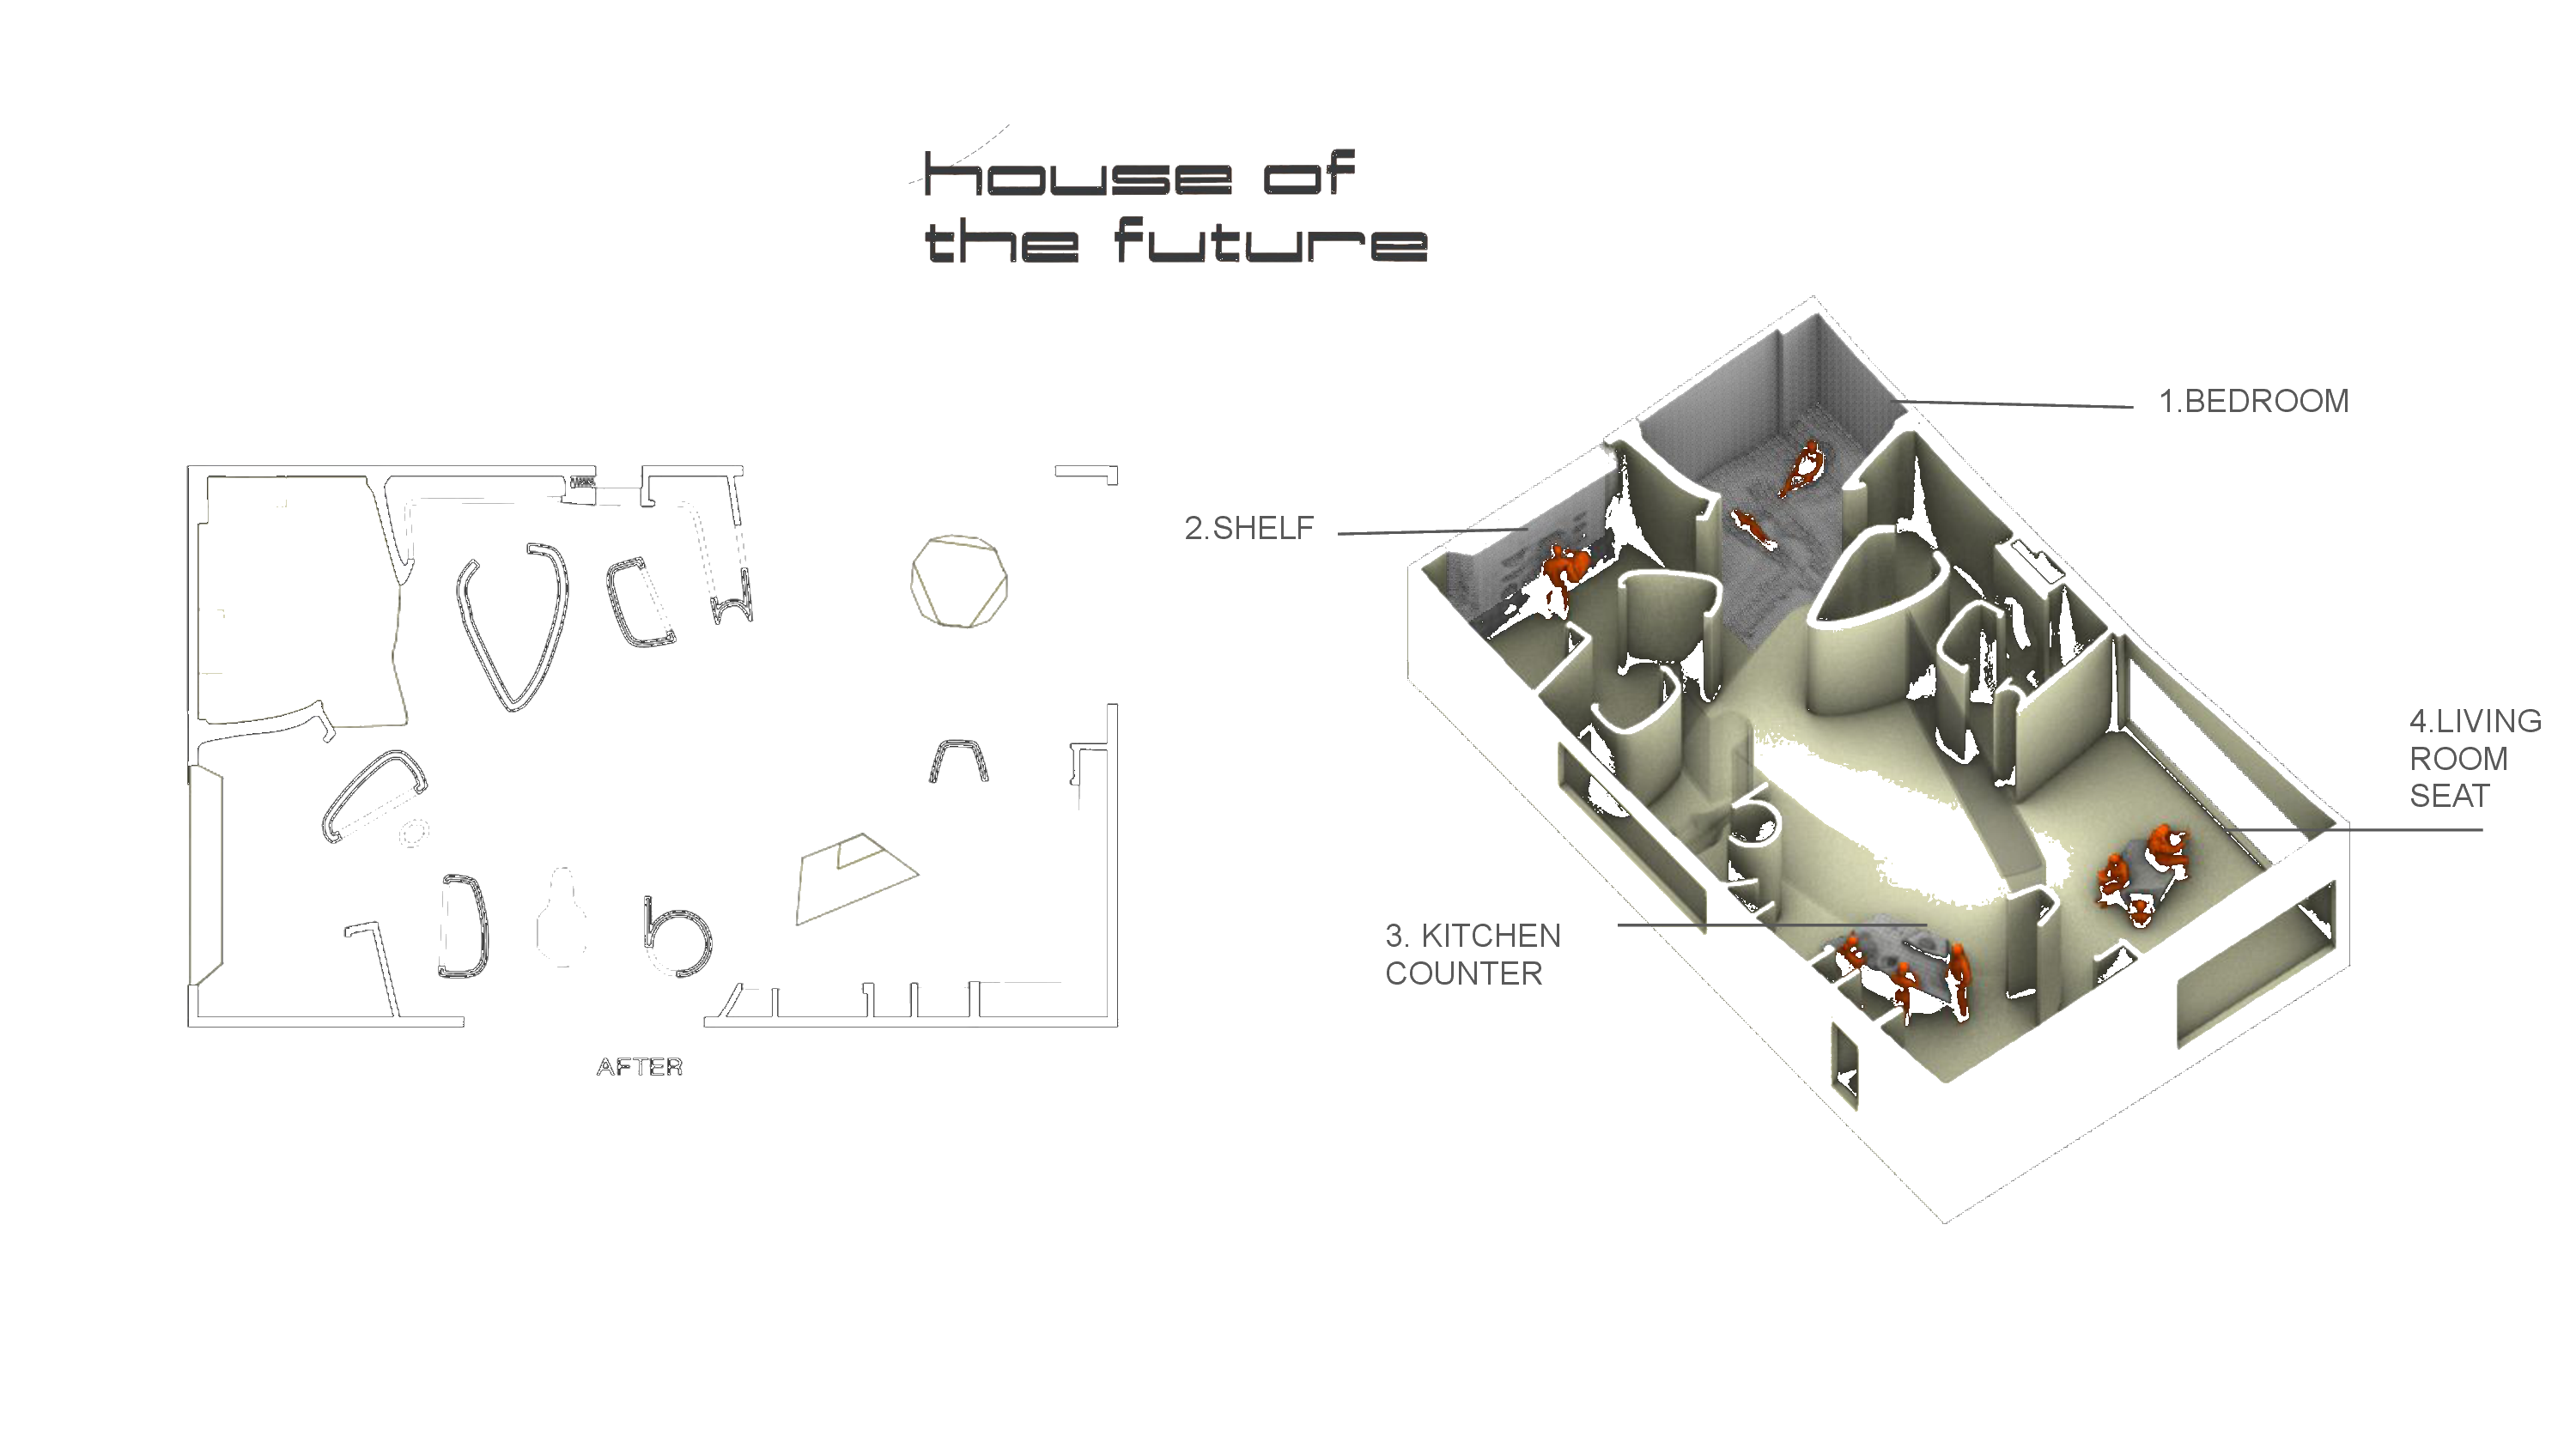 house of
the future
1.BEDROOM
2.SHELF
4.LIVING
ROOM
SEAT
3. KITCHEN
COUNTER
AFTER